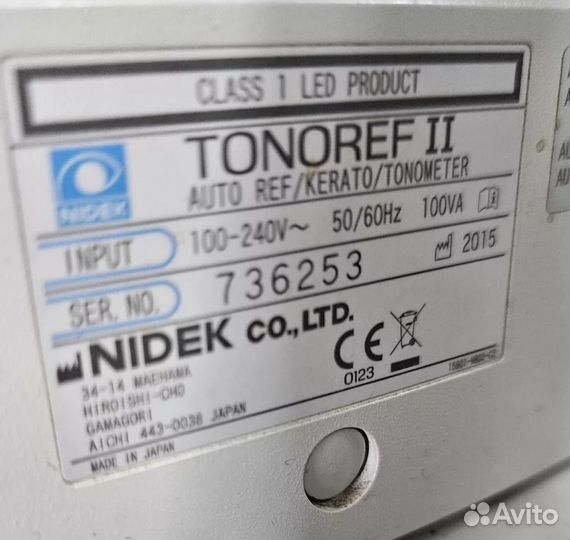 CLASS 1 LED PRODUCT
NIDEK
TONOREF II
AUTO REF/KERATO/TONOMETER
INPUT 100-240V~ 50/60Hz 100VA
SER. NO. 736253 2015
NIDEK CO., LTD.
34-14 MAEHAMA
HIROISHI-CHO
GAMAGORI
AICHI 443-0038 JAPAN
MADE IN JAPAN
CE
0123
Avito